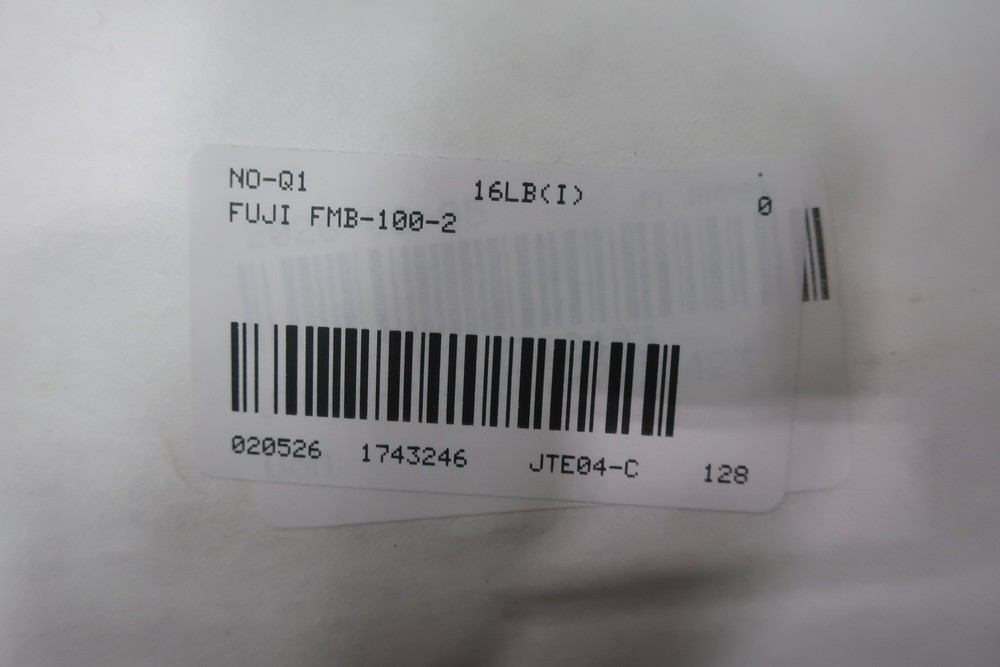 NO-Q1 16LB(I) 0
FUJI FMB-100-2
020526 1743246 JTE04-C 128